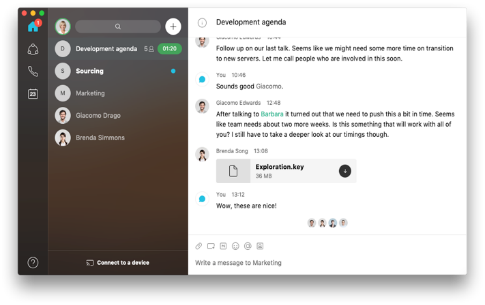 1
Development agenda
D Development agenda 5 01:20
S Sourcing
M Marketing
Giacomo Drago
Brenda Simmons
25
Connect to a device
Giacomo Edwards 12:44
Follow up on our last talk. Seems like we might need some more time on transition
to new servers. Let me call people who are involved in this soon.
You 10:46
Sounds good Giacomo.
Giacomo Edwards 12:48
After talking to Barbara it turned out that we need to push this a bit in time. Seems
like team needs about two more weeks. Is this something that will work with all of
you? I still have to take a deeper look at our timings though.
Brenda Song 13:08
Exploration.key
36 MB
You 13:12
Wow, these are nice!
Write a message to Marketing